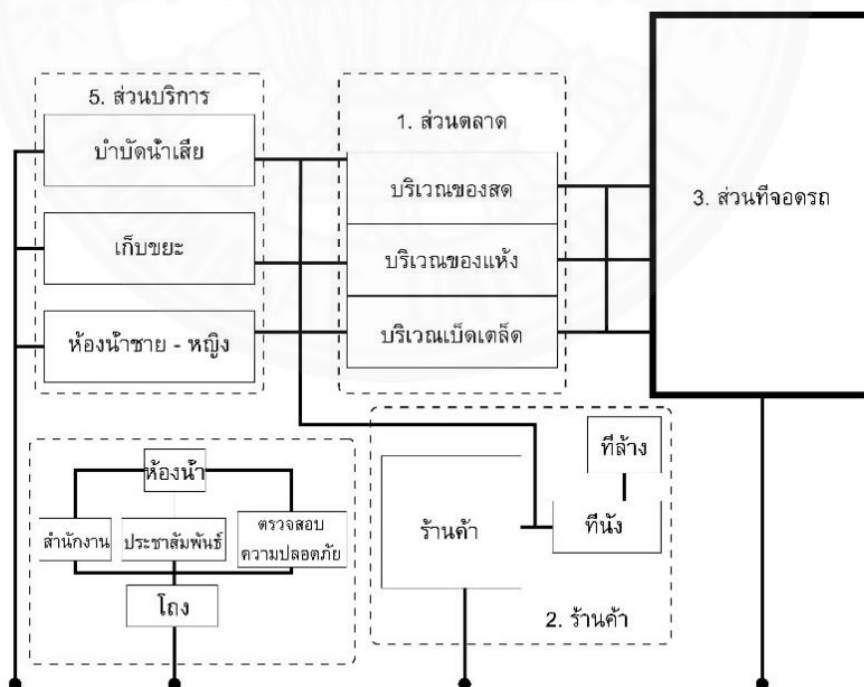 5. ส่วนบริการ
บำบัดน้ำเสีย
เก็บขยะ
ห้องน้ำชาย - หญิง
1. ส่วนตลาด
บริเวณของสด
บริเวณของแห้ง
บริเวณเบ็ดเตล็ด
3. ส่วนที่จอดรถ
ห้องน้ำ
สำนักงาน
ประชาสัมพันธ์
ตรวจสอบ
ความปลอดภัย
โถง
ร้านค้า
ที่ล้าง
ที่นั่ง
2. ร้านค้า